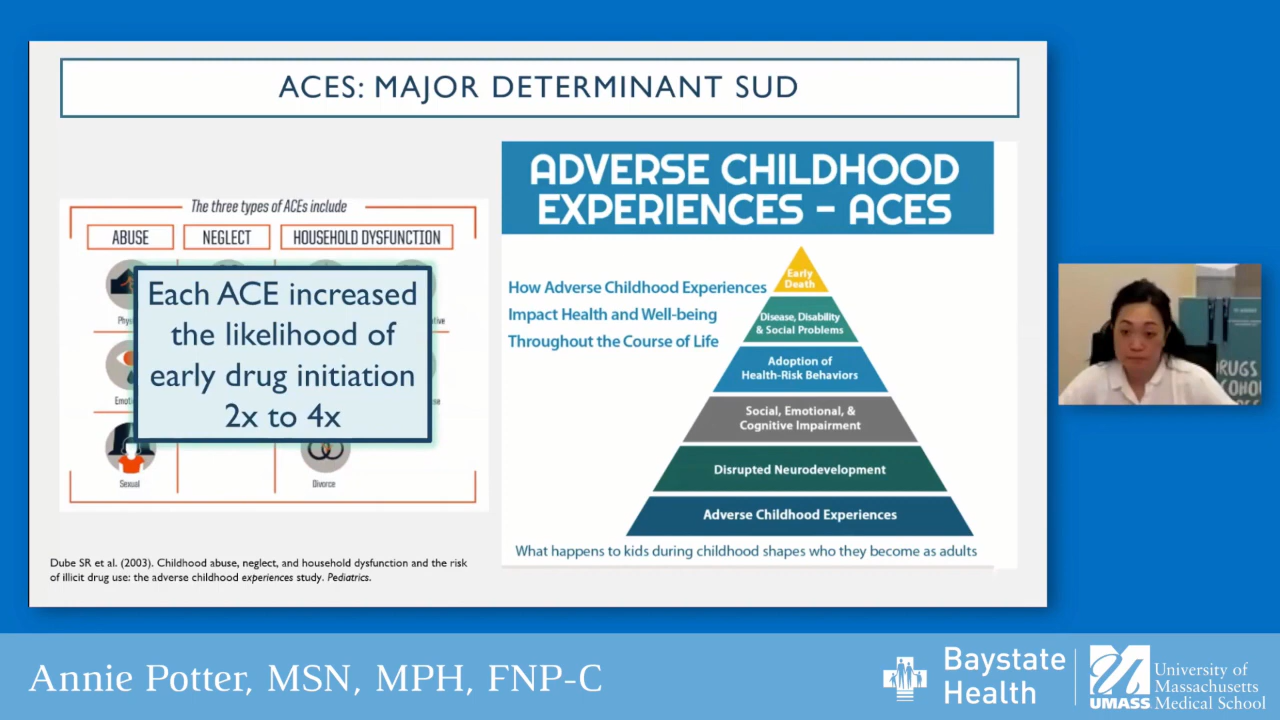 ACES: MAJOR DETERMINANT SUD
The three types of ACEs include
ABUSE
NEGLECT
HOUSEHOLD DYSFUNCTION
Each ACE increased
the likelihood of
early drug initiation
2x to 4x
Sexual
Divorce
Dube SR et al. (2003). Childhood abuse, neglect, and household dysfunction and the risk
of illicit drug use: the adverse childhood experiences study. Pediatrics.
ADVERSE CHILDHOOD
EXPERIENCES – ACES
How Adverse Childhood Experiences
Impact Health and Well-being
Throughout the Course of Life
Early
Death
Disease, Disability
& Social Problems
Adoption of
Health-Risk Behaviors
Social, Emotional, &
Cognitive Impairment
Disrupted Neurodevelopment
Adverse Childhood Experiences
What happens to kids during childhood shapes who they become as adults
Annie Potter, MSN, MPH, FNP-C
Baystate
Health
UMASS
University of
Massachusetts
Medical School